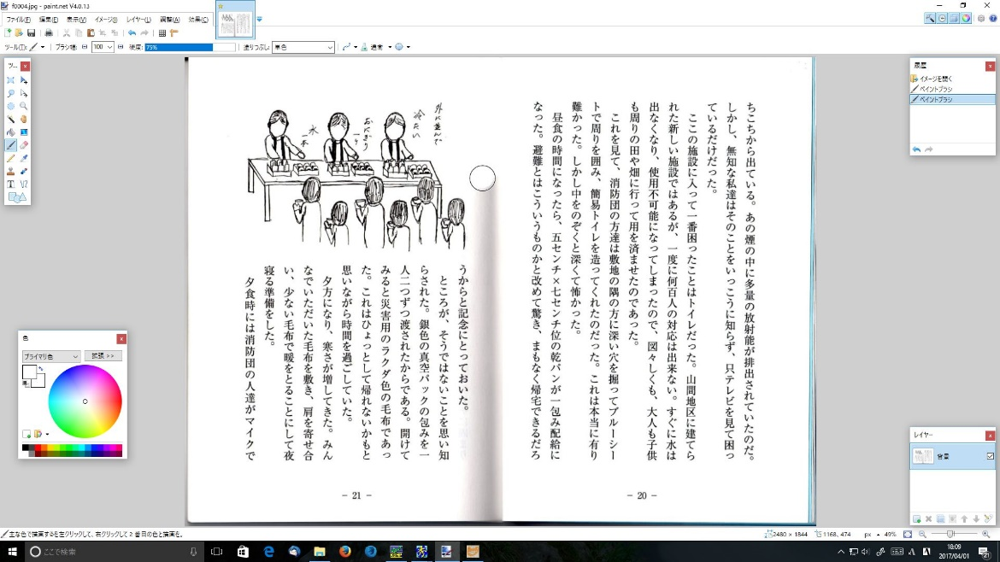 f0004.jpg - paint.net V4.0.13
ファイル(F) 編集(E) 表示(V) イメージ(I) レイヤー(L) 調整(A) 効果(C)
ツール(T): ブラシ幅: 100 硬度: 75% 塗りつぶし: 単色 通常
ツ...
履歴
イメージを開く
ペイントブラシ
ペイントブラシ
ちこちから出ている。あの煙の中に多量の放射能が排出されていたのだ。
しかし、無知な私達はそのことをいっこうに知らず、只テレビを見て困っ
ているだけだった。
ここの施設に入って一番困ったことはトイレだった。山間地区に建てら
れた新しい施設ではあるが、一度に何百人の対応は出来ない。すぐに水は
出なくなり、使用不可能になってしまったので、図々しくも、大人も子供
も周りの田や畑に行って用を済ませたのであった。
これを見て、消防団の方達は敷地の隅の方に深い穴を掘ってブルーシー
トで周りを囲み、簡易トイレを造ってくれたのだった。これは本当に有り
難かった。しかし中をのぞくと深くて怖かった。
昼食の時間になったら、五センチ×七センチ位の乾パンが一包み配給に
なった。避難とはこういうものかと改めて驚き、まもなく帰宅できるだろ
- 20 -
外に並んで
冷たい
おにぎり
一ケ
水
一本
うからと記念にとっておいた。
ところが、そうではないことを思い知
らされた。銀色の真空パックの包みを一
人二つずつ渡されたからである。開けて
みると災害用のラクダ色の毛布であっ
た。これはひょっとして帰れないかもと
思いながら時間を過ごしていた。
夕方になり、寒さが増してきた。みん
なでいただいた毛布を敷き、肩を寄せ合
い、少ない毛布で暖をとることにして夜
寝る準備をした。
夕食時には消防団の人達がマイクで
- 21 -
色
プライマリ色
拡張 >>
レイヤー
背景
主な色で描画するを左クリックして、右クリックして 2 番目の色と描画を。
2480 × 1844 1168, 474 px 49%
ここで検索
18:09
2017/04/01
21